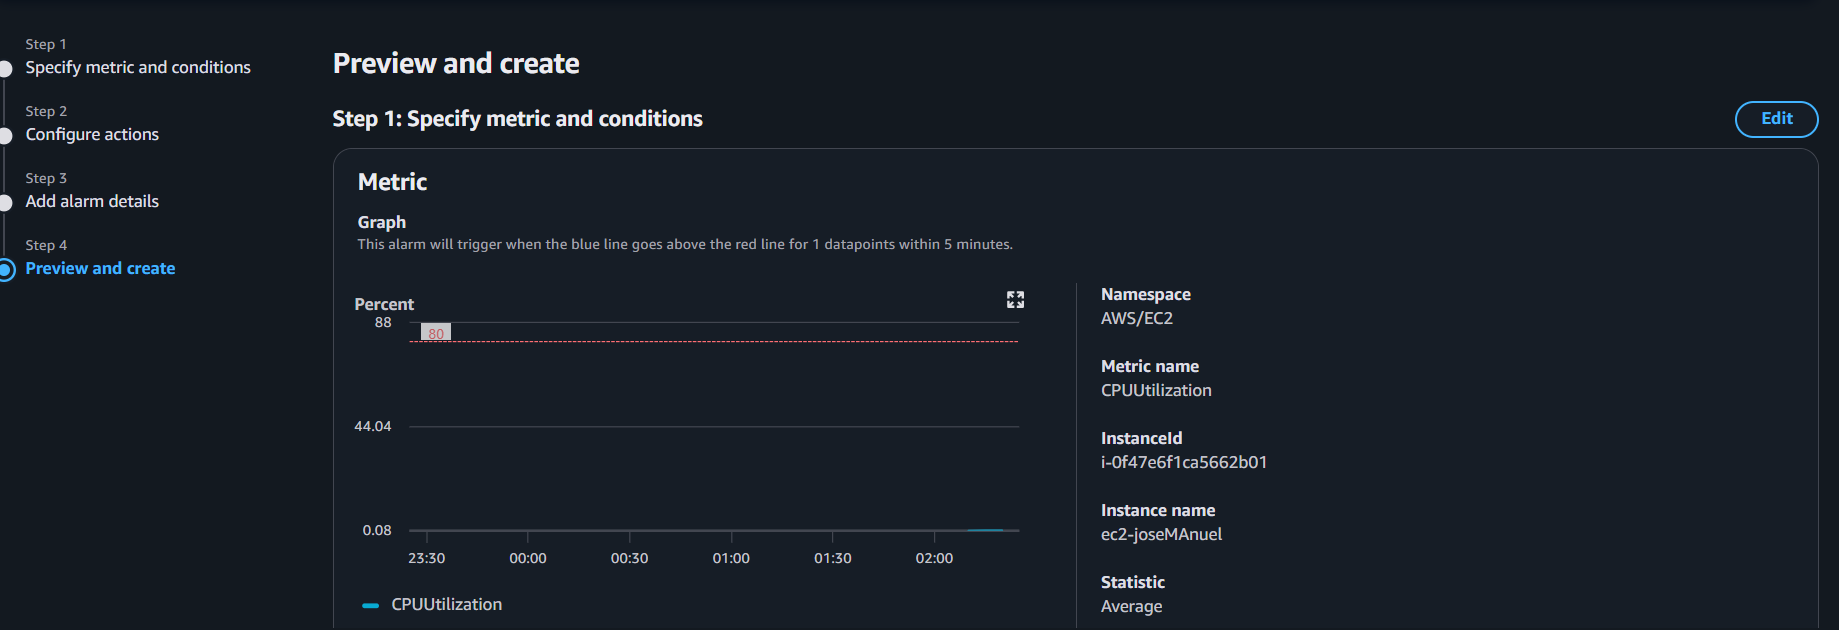 Step 1
Specify metric and conditions
Step 2
Configure actions
Step 3
Add alarm details
Step 4
Preview and create
Preview and create
Step 1: Specify metric and conditions
Edit
Metric
Graph
This alarm will trigger when the blue line goes above the red line for 1 datapoints within 5 minutes.
Percent
88
80
44.04
0.08
23:30
00:00
00:30
01:00
01:30
02:00
CPUUtilization
Namespace
AWS/EC2
Metric name
CPUUtilization
InstanceId
i-0f47e6f1ca5662b01
Instance name
ec2-joseMAnuel
Statistic
Average